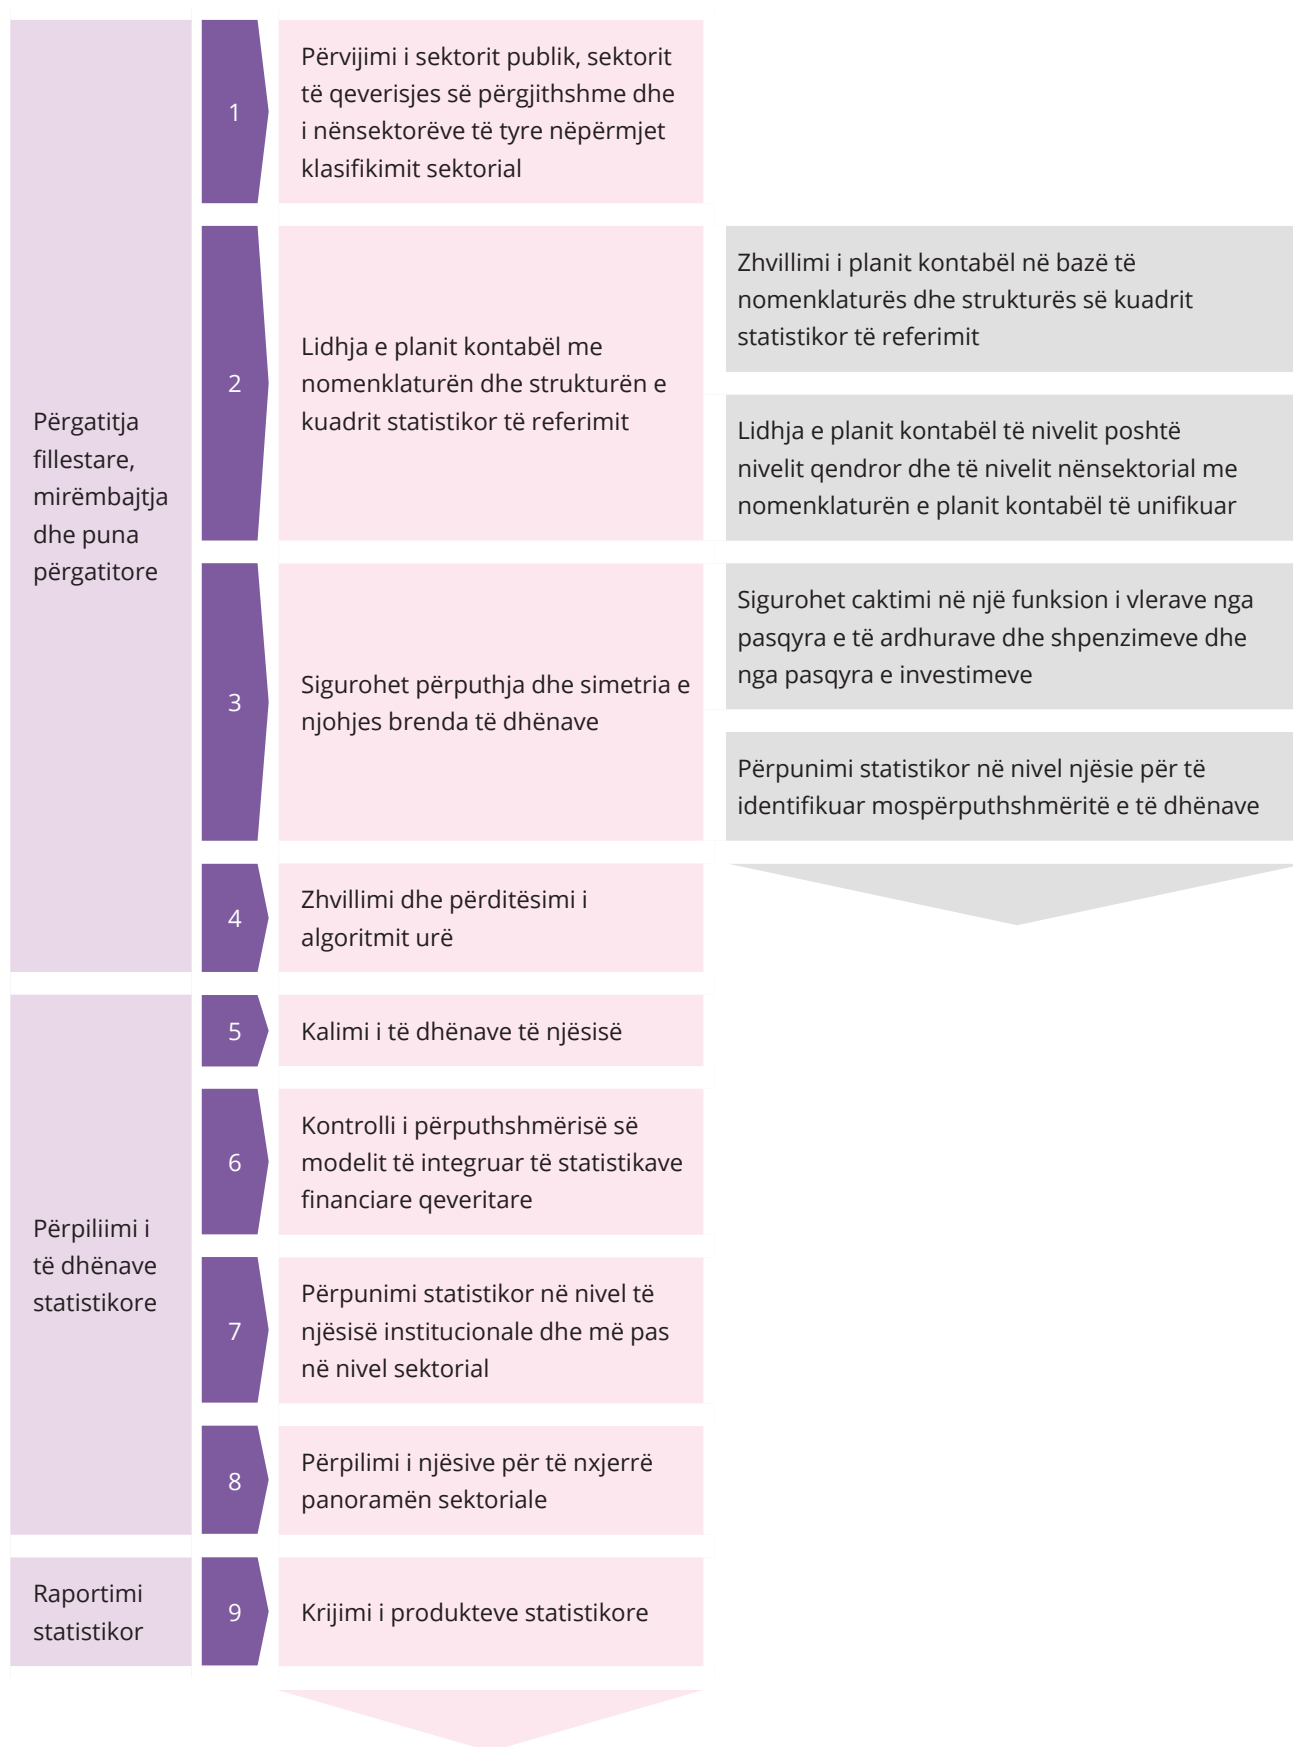 Përgatitja
fillestare,
mirëmbajtja
dhe puna
përgatitore
1
Përvijimi i sektorit publik, sektorit
të qeverisjes së përgjithshme dhe
i nënsektorëve të tyre nëpërmjet
klasifikimit sektorial
2
Lidhja e planit kontabël me
nomenklaturën dhe strukturën e
kuadrit statistikor të referimit
Zhvillimi i planit kontabël në bazë të
nomenklaturës dhe strukturës së kuadrit
statistikor të referimit
Lidhja e planit kontabël të nivelit poshtë
nivelit qendror dhe të nivelit nënsektorial me
nomenklaturën e planit kontabël të unifikuar
3
Sigurohet përputhja dhe simetria e
njohjes brenda të dhënave
Sigurohet caktimi në një funksion i vlerave nga
pasqyra e të ardhurave dhe shpenzimeve dhe
nga pasqyra e investimeve
Përpunimi statistikor në nivel njësie për të
identifikuar mospërputhshmëritë e të dhënave
4
Zhvillimi dhe përditësimi i
algoritmit urë
Përpiliimi i
të dhënave
statistikore
5
Kalimi i të dhënave të njësisë
6
Kontrolli i përputhshmërisë së
modelit të integruar të statistikave
financiare qeveritare
7
Përpunimi statistikor në nivel të
njësisë institucionale dhe më pas
në nivel sektorial
8
Përpilimi i njësive për të nxjerrë
panoramën sektoriale
Raportimi
statistikor
9
Krijimi i produkteve statistikore